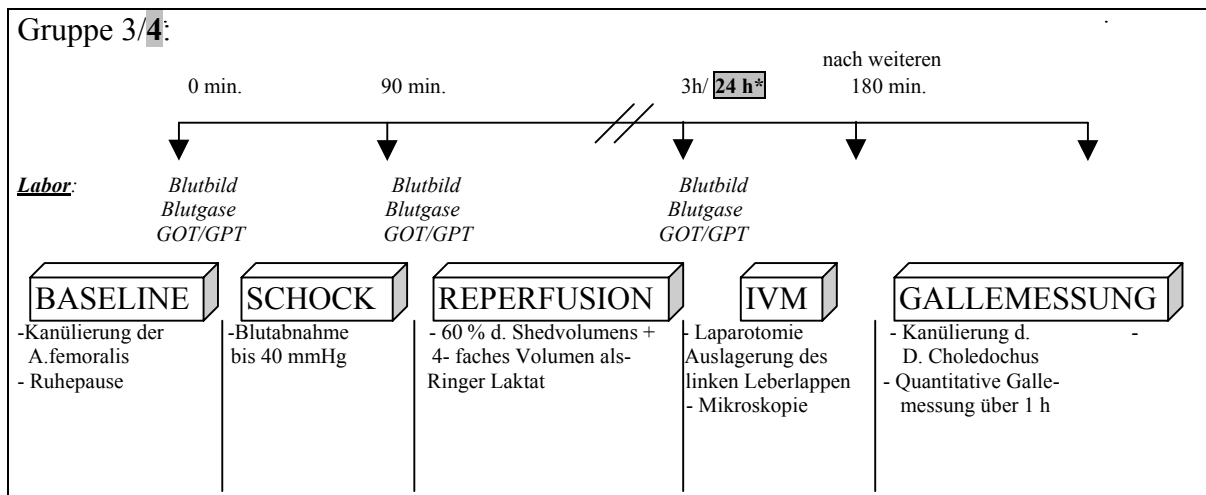 Gruppe 3/4:
nach weiteren
0 min. 90 min. 3h/ 24 h* 180 min.
Labor: Blutbild Blutbild Blutbild
Blutgase Blutgase Blutgase
GOT/GPT GOT/GPT GOT/GPT
BASELINE SCHOCK REPERFUSION IVM GALLEMESSUNG
-Kanülierung der
A.femoralis
- Ruhepause
-Blutabnahme
bis 40 mmHg
- 60 % d. Shedvolumens +
4- faches Volumen als-
Ringer Laktat
- Laparotomie
Auslagerung des
linken Leberlappen
- Mikroskopie
- Kanülierung d. -
D. Choledochus
- Quantitative Galle-
messung über 1 h